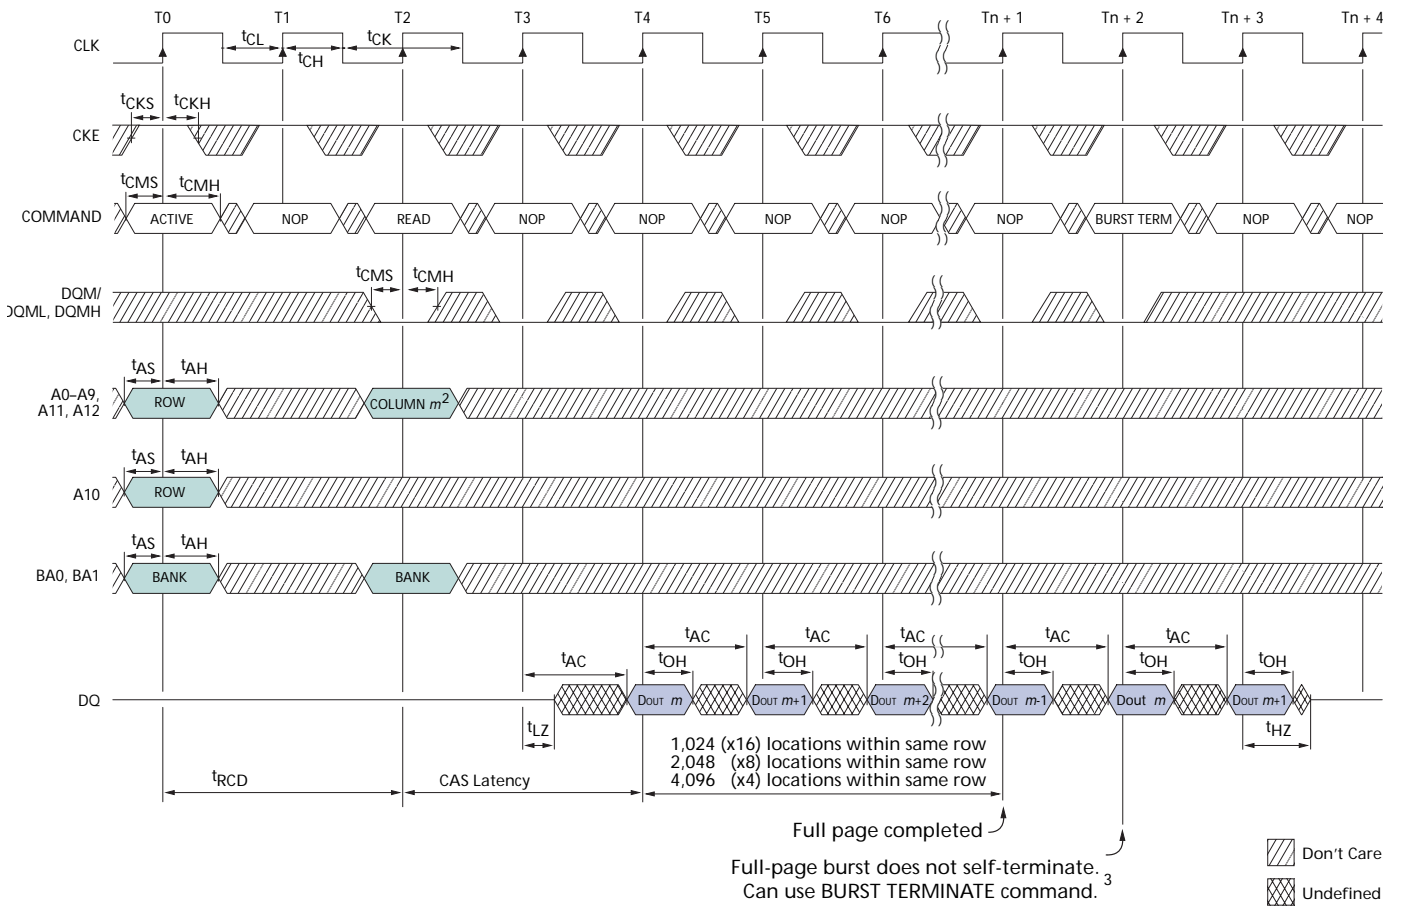 T0 T1 T2 T3 T4 T5 T6 Tn + 1 Tn + 2 Tn + 3 Tn + 4
CLK
tCL tCK
tCH
tCKS tCKH
CKE
tCMS tCMH
COMMAND ACTIVE NOP READ NOP NOP NOP NOP NOP BURST TERM NOP NOP
tCMS tCMH
DQM/
DQML, DQMH
tAS tAH
A0–A9,
A11, A12
ROW COLUMN m2
tAS tAH
A10 ROW
tAS tAH
BA0, BA1 BANK BANK
tAC tAC tAC tAC tAC
tAC tOH tOH tOH tOH tOH tOH
DQ DOUT m DOUT m+1 DOUT m+2 DOUT m-1 Dout m DOUT m+1
tLZ tHZ
1,024 (x16) locations within same row
2,048 (x8) locations within same row
4,096 (x4) locations within same row
tRCD CAS Latency
Full page completed
Full-page burst does not self-terminate.
Can use BURST TERMINATE command. 3
Don't Care
Undefined